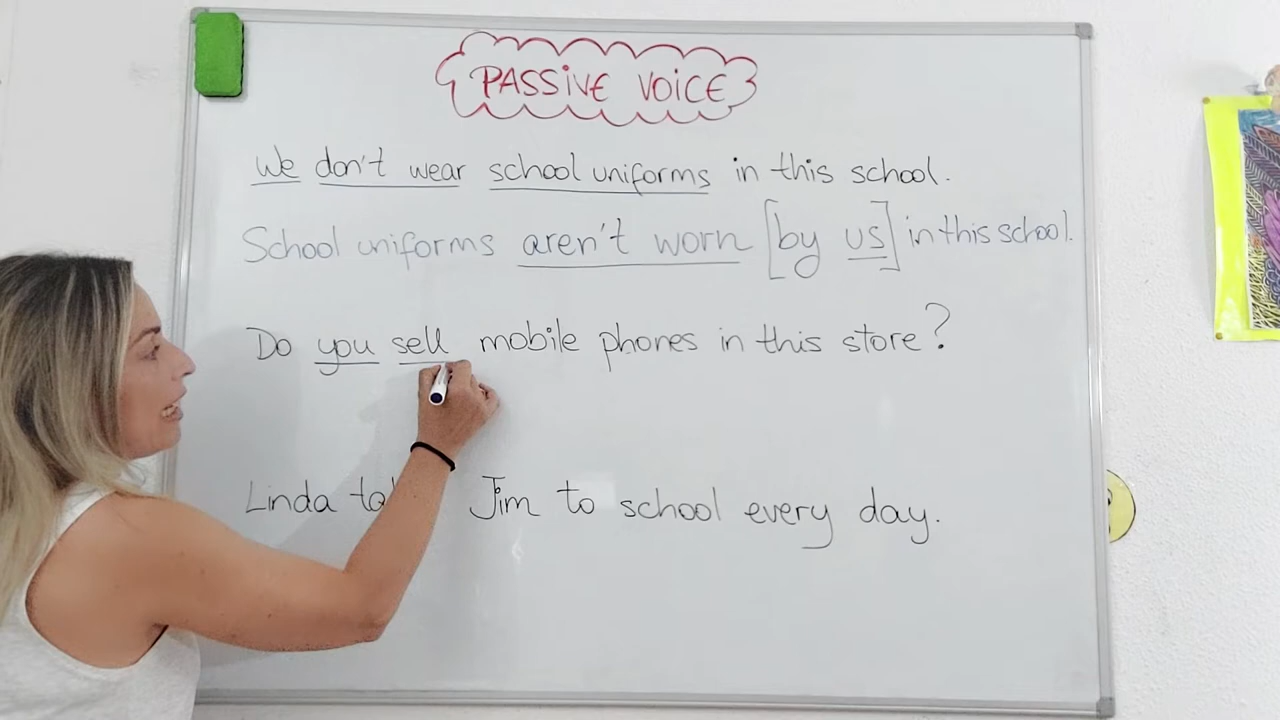 PASSIVE VOICE
We don't wear school uniforms in this school.
School uniforms aren't worn [by us] in this school.
Do you sell mobile phones in this store?
Linda Jim to school every day.